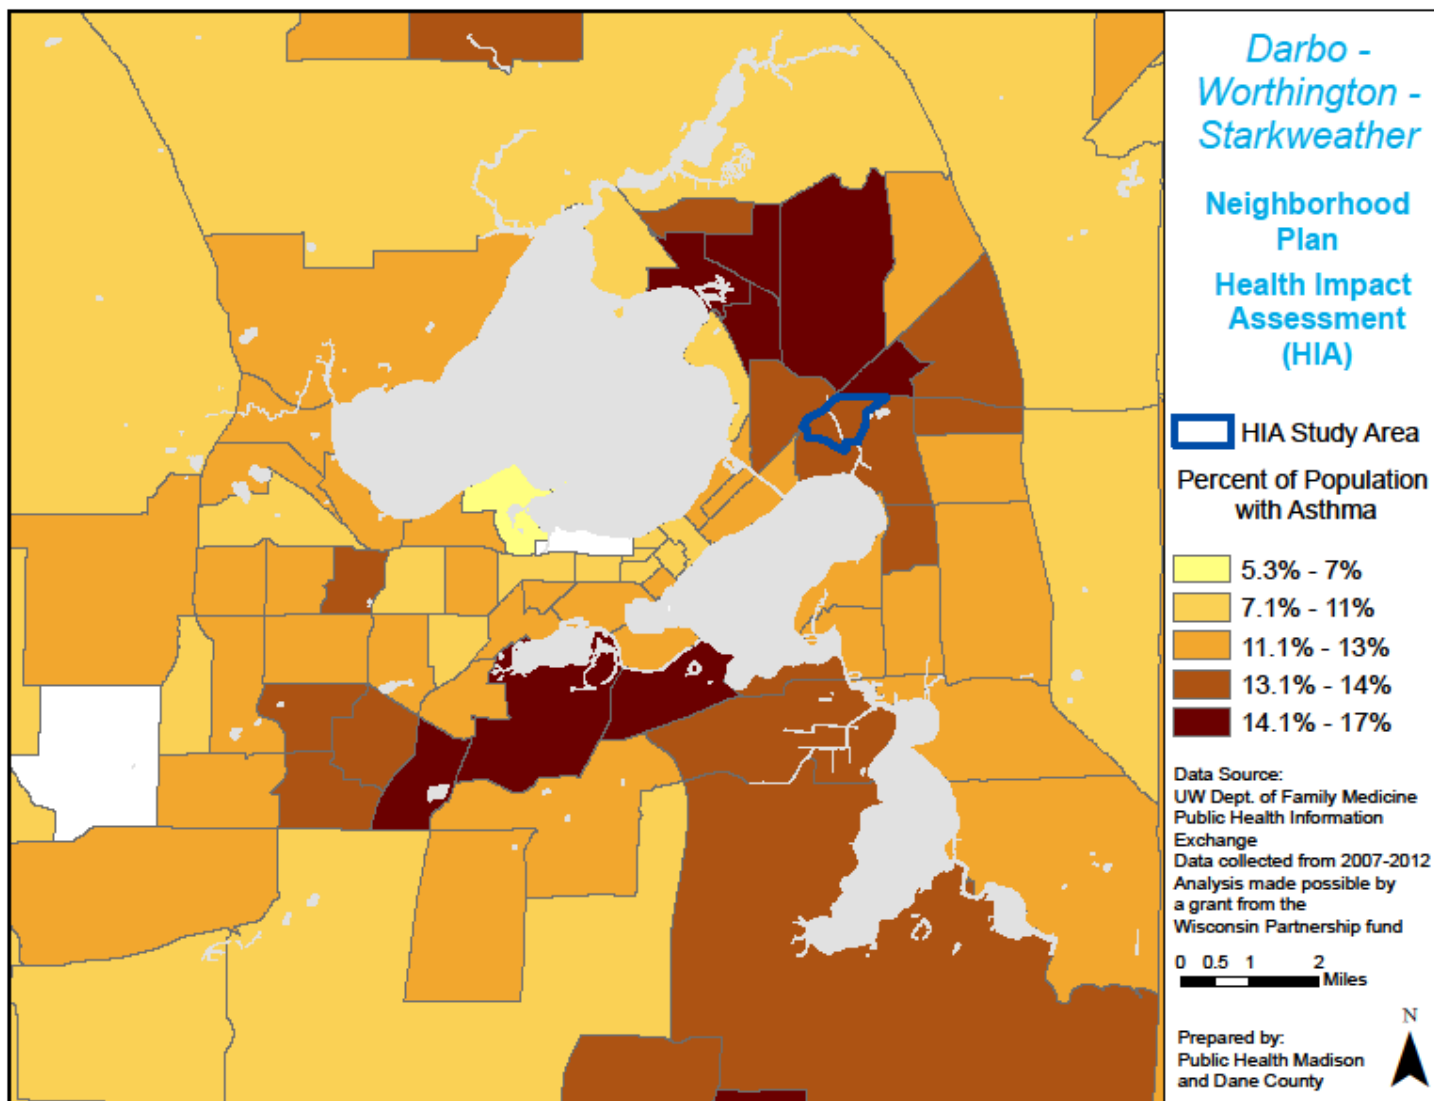 Darbo -
Worthington -
Starkweather
Neighborhood
Plan
Health Impact
Assessment
(HIA)
HIA Study Area
Percent of Population
with Asthma
5.3% - 7%
7.1% - 11%
11.1% - 13%
13.1% - 14%
14.1% - 17%
Data Source:
UW Dept. of Family Medicine
Public Health Information
Exchange
Data collected from 2007-2012
Analysis made possible by
a grant from the
Wisconsin Partnership fund
0 0.5 1 2
Miles
N
Prepared by:
Public Health Madison
and Dane County